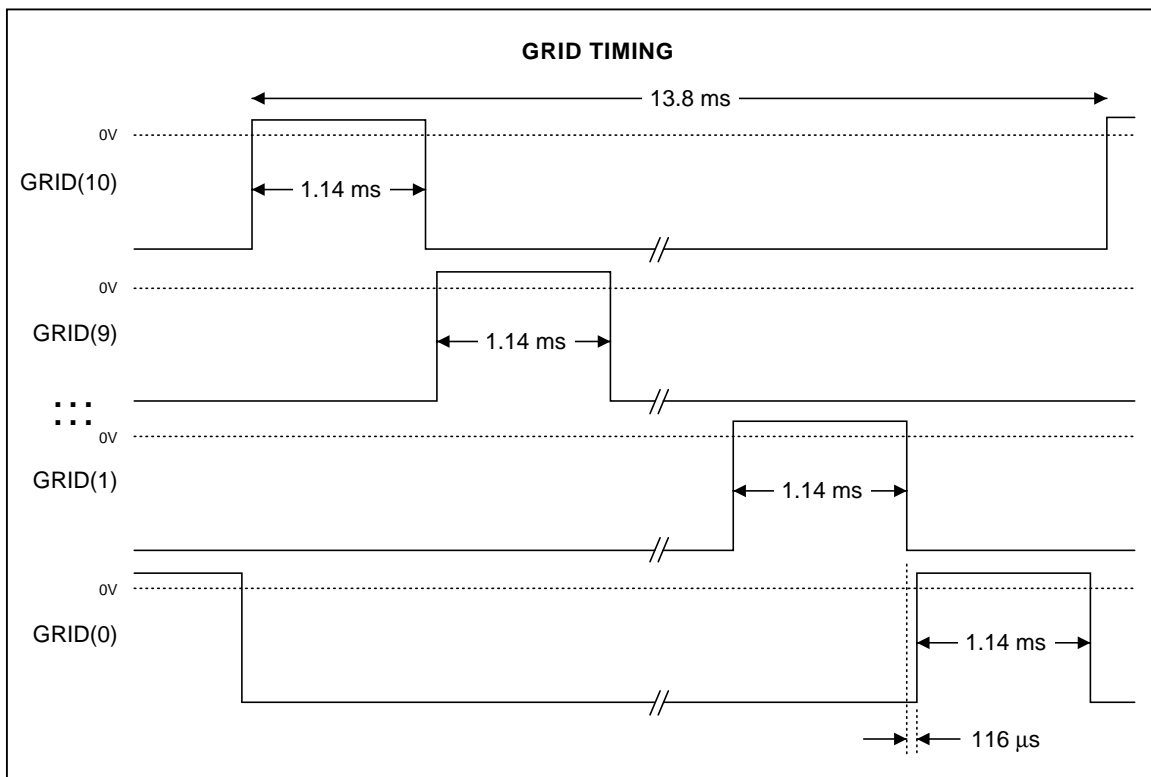 GRID TIMING
13.8 ms
0V
GRID(10)
1.14 ms
0V
GRID(9)
1.14 ms
0V
GRID(1)
1.14 ms
0V
GRID(0)
1.14 ms
116 μs